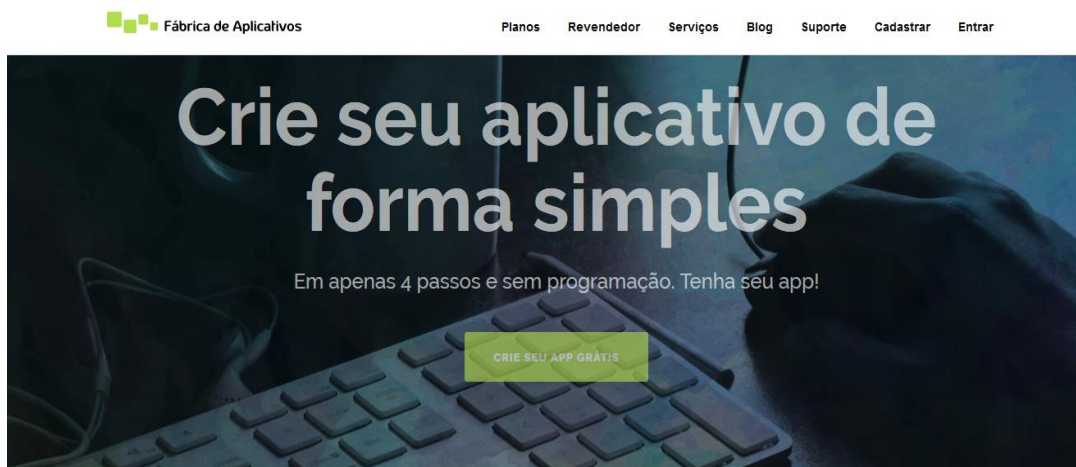 Fábrica de Aplicativos
Planos Revendedor Serviços Blog Suporte Cadastrar Entrar
Crie seu aplicativo de
forma simples
Em apenas 4 passos e sem programação. Tenha seu app!
CRIE SEU APP GRÁTIS